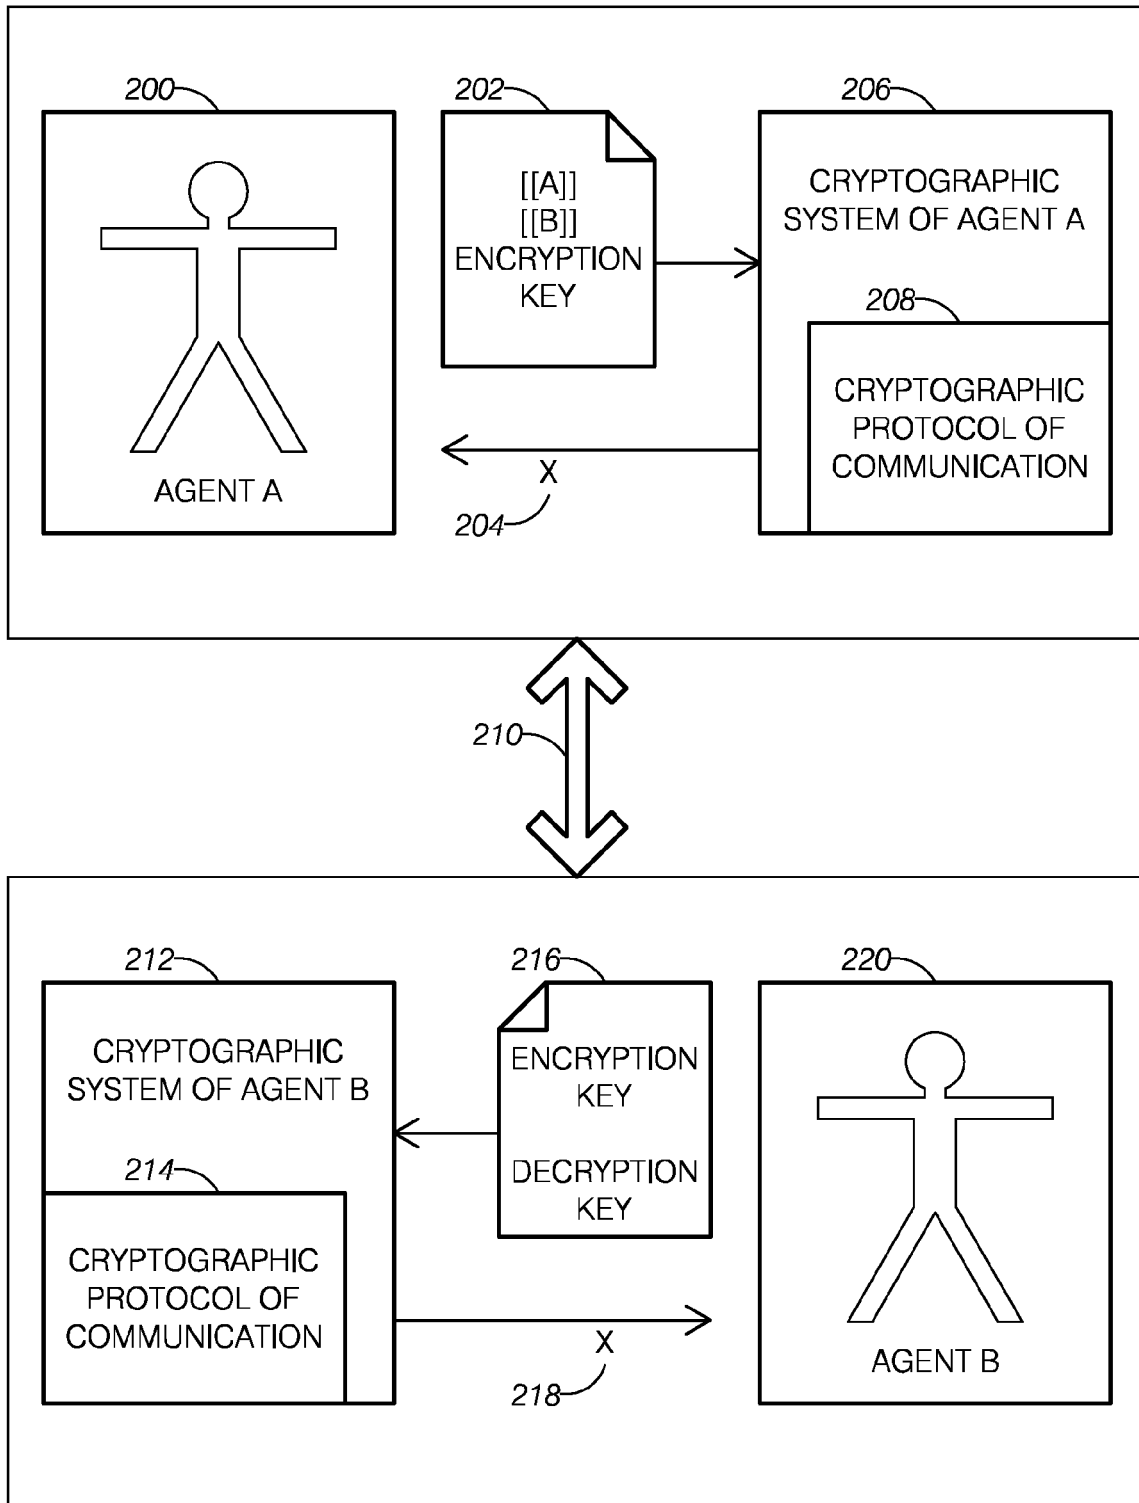 200
202
206
[[A]]
[[B]]
ENCRYPTION
KEY
CRYPTOGRAPHIC
SYSTEM OF AGENT A
208
CRYPTOGRAPHIC
PROTOCOL OF
COMMUNICATION
AGENT A
X
204
210
212
216
220
CRYPTOGRAPHIC
SYSTEM OF AGENT B
ENCRYPTION
KEY
DECRYPTION
KEY
214
CRYPTOGRAPHIC
PROTOCOL OF
COMMUNICATION
X
218
AGENT B